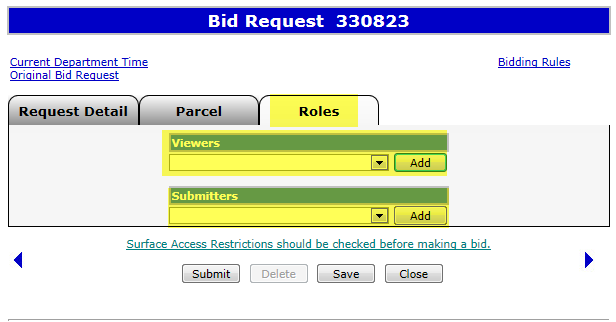 Bid Request 330823
Current Department Time
Bidding Rules
Original Bid Request
Request Detail
Parcel
Roles
Viewers
Add
Submitters
Add
Surface Access Restrictions should be checked before making a bid.
Submit
Delete
Save
Close